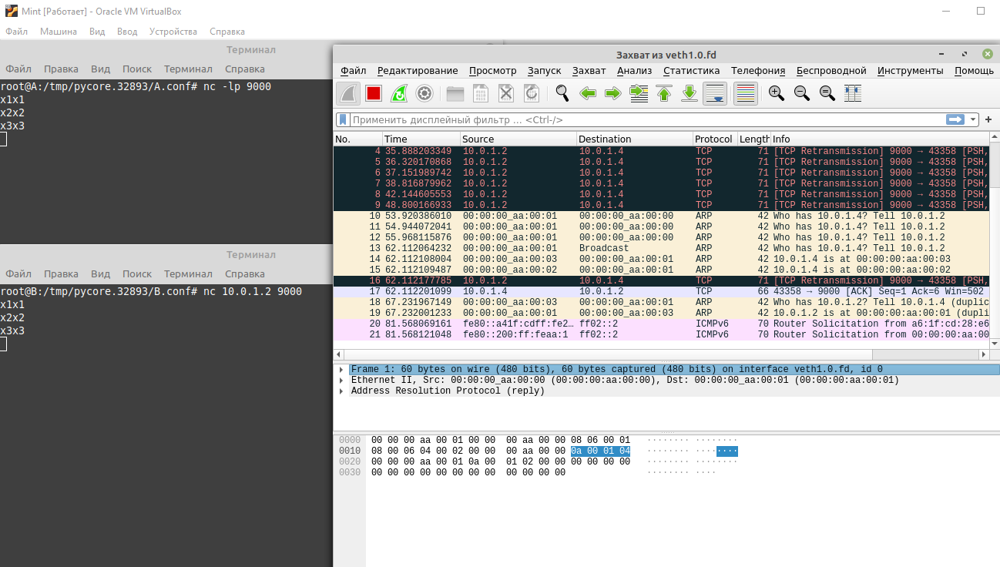 Mint [Работает] - Oracle VM VirtualBox
Файл Машина Вид Ввод Устройства Справка
Терминал
Файл Правка Вид Поиск Терминал Справка
root@A:/tmp/pycore.32893/A.conf# nc -lp 9000
x1x1
x2x2
x3x3
Терминал
Файл Правка Вид Поиск Терминал Справка
root@B:/tmp/pycore.32893/B.conf# nc 10.0.1.2 9000
x1x1
x2x2
x3x3
Захват из veth1.0.fd
Файл Редактирование Просмотр Запуск Захват Анализ Статистика Телефония Беспроводной Инструменты Помощь
Применить дисплейный фильтр ... <Ctrl-/>
No. Time Source Destination Protocol Length Info
4 35.888203349 10.0.1.2 10.0.1.4 TCP 71 [TCP Retransmission] 9000 → 43358 [PSH,
5 36.320170868 10.0.1.2 10.0.1.4 TCP 71 [TCP Retransmission] 9000 → 43358 [PSH,
6 37.151989742 10.0.1.2 10.0.1.4 TCP 71 [TCP Retransmission] 9000 → 43358 [PSH,
7 38.816879962 10.0.1.2 10.0.1.4 TCP 71 [TCP Retransmission] 9000 → 43358 [PSH,
8 42.144605553 10.0.1.2 10.0.1.4 TCP 71 [TCP Retransmission] 9000 → 43358 [PSH,
9 48.800166933 10.0.1.2 10.0.1.4 TCP 71 [TCP Retransmission] 9000 → 43358 [PSH,
10 53.920386010 00:00:00_aa:00:01 00:00:00_aa:00:00 ARP 42 Who has 10.0.1.4? Tell 10.0.1.2
11 54.944072041 00:00:00_aa:00:01 00:00:00_aa:00:00 ARP 42 Who has 10.0.1.4? Tell 10.0.1.2
12 55.968115876 00:00:00_aa:00:01 00:00:00_aa:00:00 ARP 42 Who has 10.0.1.4? Tell 10.0.1.2
13 62.112064232 00:00:00_aa:00:01 Broadcast ARP 42 Who has 10.0.1.4? Tell 10.0.1.2
14 62.112108004 00:00:00_aa:00:03 00:00:00_aa:00:01 ARP 42 10.0.1.4 is at 00:00:00:aa:00:03
15 62.112109487 00:00:00_aa:00:02 00:00:00_aa:00:01 ARP 42 10.0.1.4 is at 00:00:00:aa:00:02
16 62.112177785 10.0.1.2 10.0.1.4 TCP 71 [TCP Retransmission] 9000 → 43358 [PSH,
17 62.112201099 10.0.1.4 10.0.1.2 TCP 66 43358 → 9000 [ACK] Seq=1 Ack=6 Win=502
18 67.231967149 00:00:00_aa:00:03 00:00:00_aa:00:01 ARP 42 Who has 10.0.1.2? Tell 10.0.1.4 (duplic
19 67.232001233 00:00:00_aa:00:01 00:00:00_aa:00:03 ARP 42 10.0.1.2 is at 00:00:00:aa:00:01 (dupli
20 81.568069161 fe80::a41f:cdff:fe2… ff02::2 ICMPv6 70 Router Solicitation from a6:1f:cd:28:e6
21 81.568121048 fe80::200:ff:feaa:1 ff02::2 ICMPv6 70 Router Solicitation from 00:00:00:aa:00
Frame 1: 60 bytes on wire (480 bits), 60 bytes captured (480 bits) on interface veth1.0.fd, id 0
Ethernet II, Src: 00:00:00_aa:00:00 (00:00:00:aa:00:00), Dst: 00:00:00_aa:00:01 (00:00:00:aa:00:01)
Address Resolution Protocol (reply)
0000 00 00 00 aa 00 01 00 00 00 aa 00 00 08 06 00 01 ········ ········
0010 08 00 06 04 00 02 00 00 00 aa 00 00 0a 00 01 04 ········ ········
0020 00 00 00 aa 00 01 0a 00 01 02 00 00 00 00 00 00 ········ ········
0030 00 00 00 00 00 00 00 00 00 00 00 00 ········ ····